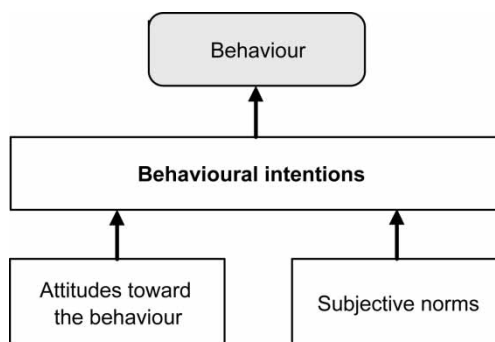 Behaviour
Behavioural intentions
Attitudes toward
the behaviour
Subjective norms